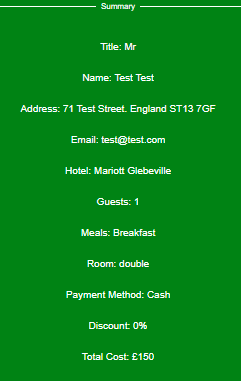 Summary
Title: Mr
Name: Test Test
Address: 71 Test Street. England ST13 7GF
Email: test@test.com
Hotel: Mariott Glebeville
Guests: 1
Meals: Breakfast
Room: double
Payment Method: Cash
Discount: 0%
Total Cost: £150